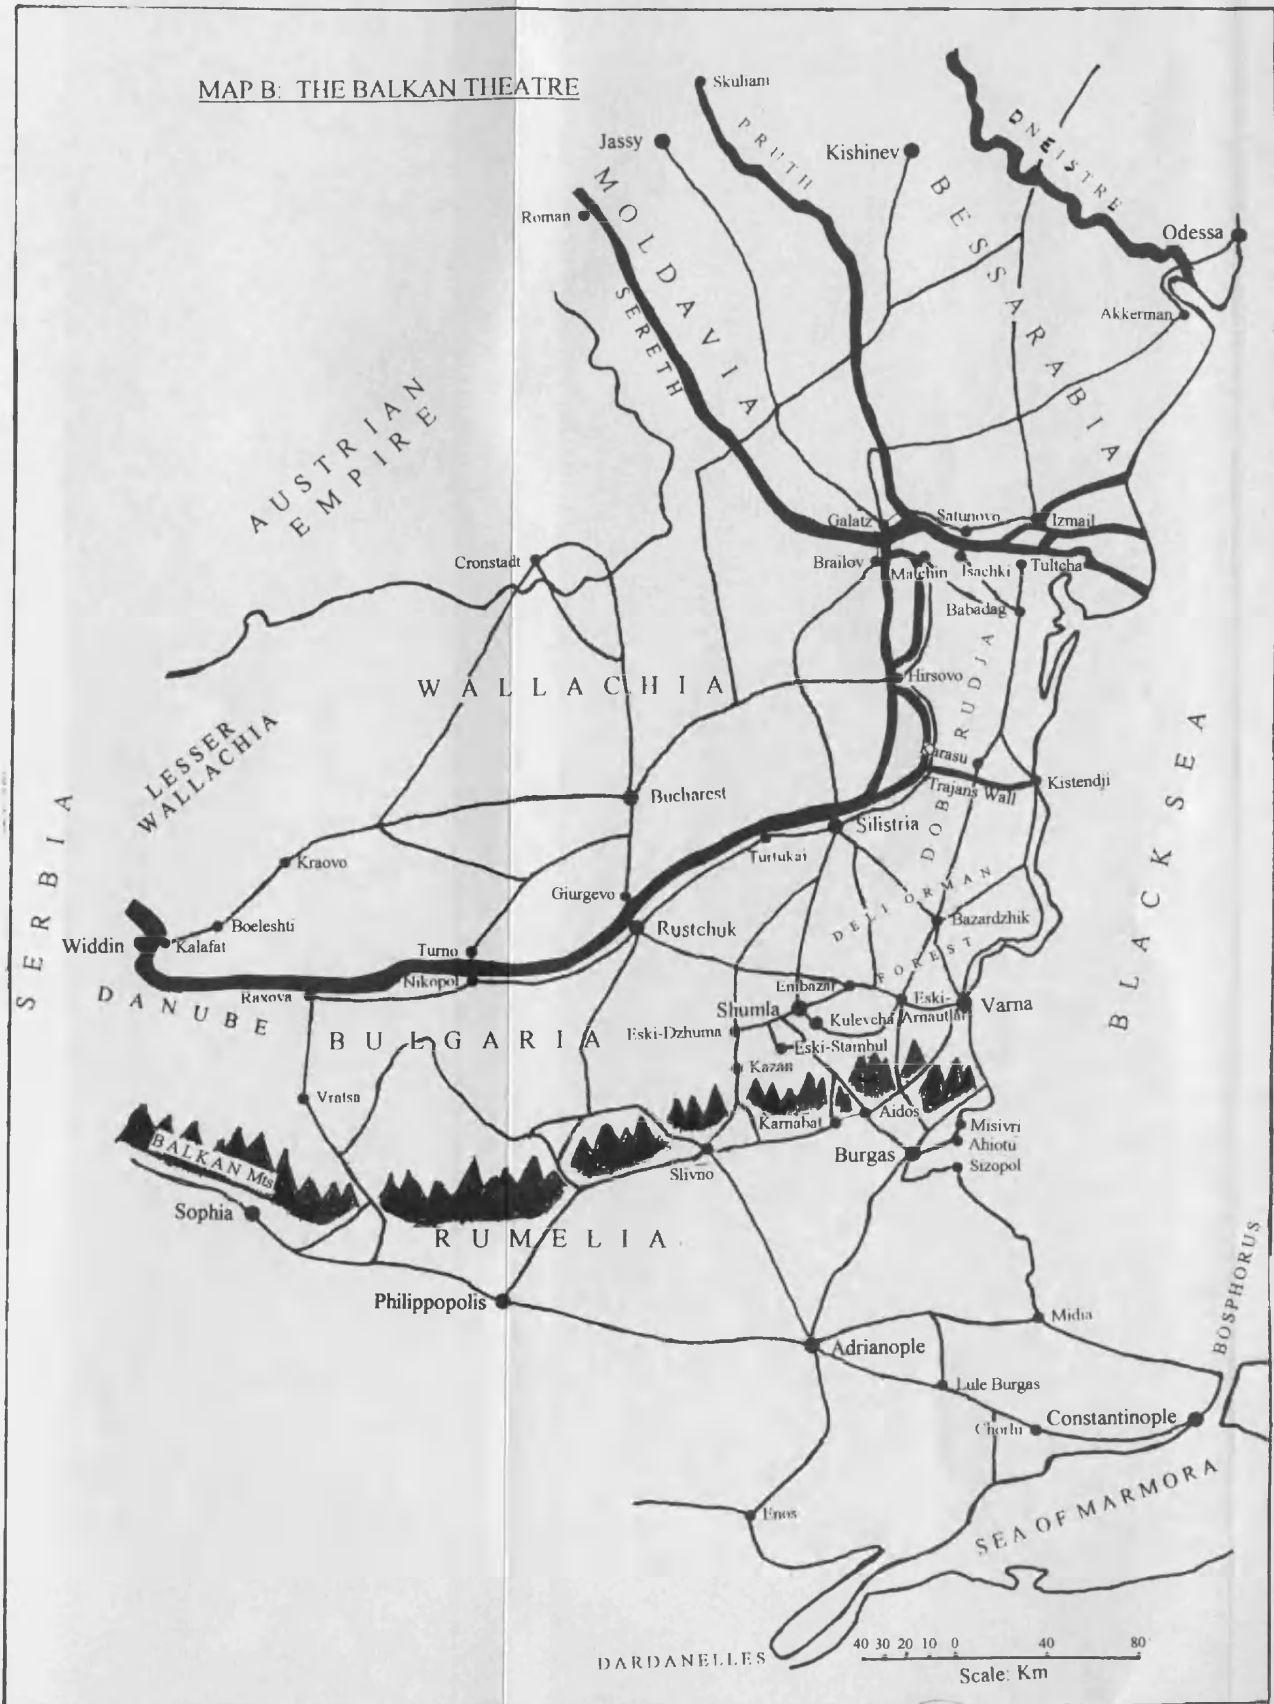 MAP B: THE BALKAN THEATRE
Skuliani
Jassy
PRUTH
Kishinev
DNEISTRE
Roman
MOLDAVIA
BESSARABIA
Odessa
SERETH
Akkerman
AUSTRIAN
EMPIRE
Galatz
Satunovo
Izmail
Cronstadt
Brailov
Matchin
Isachki
Tultcha
Babadag
WALLACHIA
Hirsovo
DOBRUDJA
LESSER
WALLACHIA
Karasu
Trajans Wall
Kistendji
BLACK SEA
SERBIA
Bucharest
Silistria
Turtukai
Kraovo
Giurgevo
DELI ORMAN
FOREST
Bazardzhik
Boeleshti
Rustchuk
Widdin
Kalafat
Turno
Nikopol
Raxova
DANUBE
Enibazar
Eski-
Arnautlar
Varna
Shumla
Kulevcha
BULGARIA
Eski-Dzhuma
Eski-Stambul
Kazan
Vratsa
Aidos
Karnabat
Misivri
Ahiotu
BALKAN Mts
Burgas
Sizopol
Slivno
Sophia
RUMELIA
Philippopolis
BOSPHORUS
Midia
Adrianople
Lule Burgas
Constantinople
Chorlu
Enos
SEA OF MARMORA
DARDANELLES
40 30 20 10 0 40 80
Scale: Km